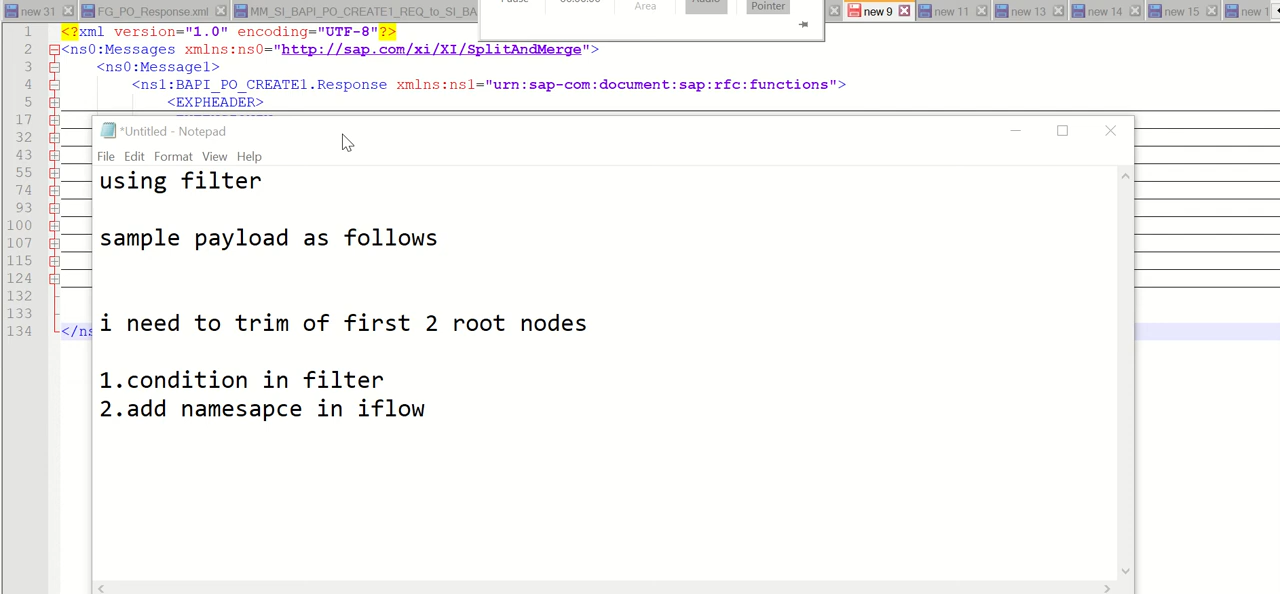 new 31 FG_PO_Response.xml MM_SI_BAPI_PO_CREATE1_REQ_to_SI_BA new 9 new 11 new 13 new 14 new 15 new 1
Area Pointer
1 <?xml version="1.0" encoding="UTF-8"?>
2 <ns0:Messages xmlns:ns0="http://sap.com/xi/XI/SplitAndMerge">
3 <ns0:Message1>
4 <ns1:BAPI_PO_CREATE1.Response xmlns:ns1="urn:sap-com:document:sap:rfc:functions">
5 <EXPHEADER>
17
32
43
55
74
93
100
107
115
124
132
133
134 </ns
*Untitled - Notepad
File Edit Format View Help
using filter
sample payload as follows
i need to trim of first 2 root nodes
1.condition in filter
2.add namesapce in iflow